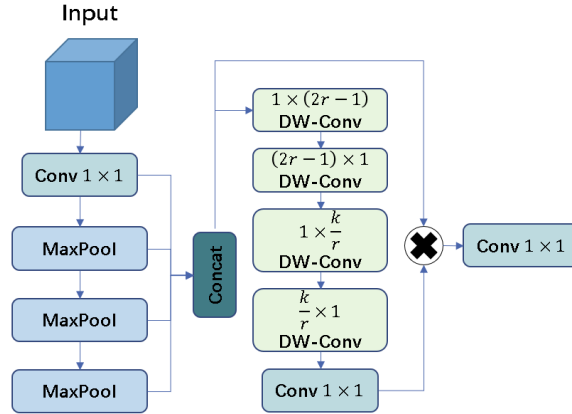 Input
Conv 1 × 1
MaxPool
MaxPool
MaxPool
Concat
1 × (2r − 1)
DW-Conv
(2r − 1) × 1
DW-Conv
1 × k/r
DW-Conv
k/r × 1
DW-Conv
Conv 1 × 1
Conv 1 × 1